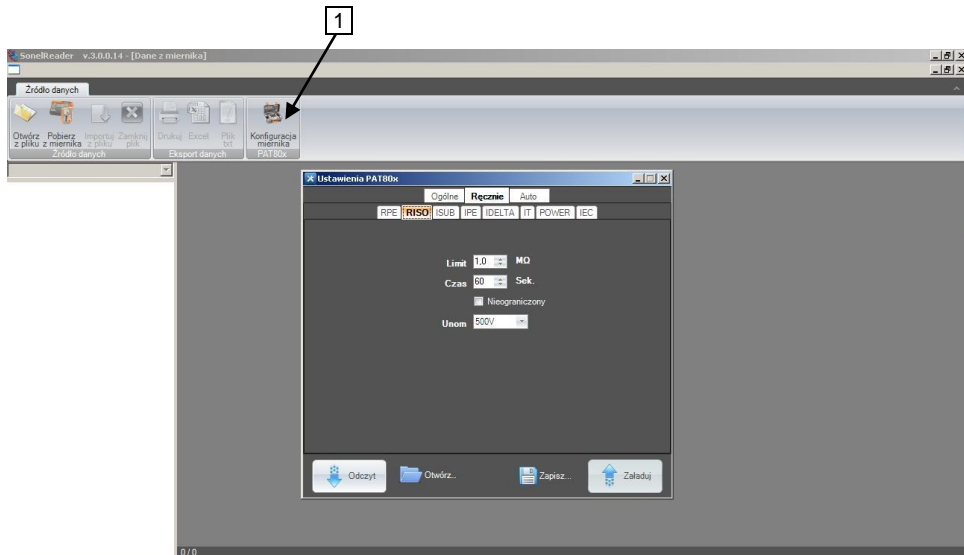 1
SonelReader v.3.0.0.14 - [Dane z miernika]
Źródło danych
Otwórz z pliku
Pobierz z miernika
Importuj z pliku
Zamknij plik
Drukuj
Excel
Plik txt
Konfiguracja miernika
Źródło danych
Eksport danych
PAT80x
Ustawienia PAT80x
Ogólne Ręcznie Auto
RPE RISO ISUB IPE IDELTA IT POWER IEC
Limit 1,0 MΩ
Czas 60 Sek.
Nieograniczony
Unom 500V
Odczyt Otwórz.. Zapisz... Załaduj
0 / 0